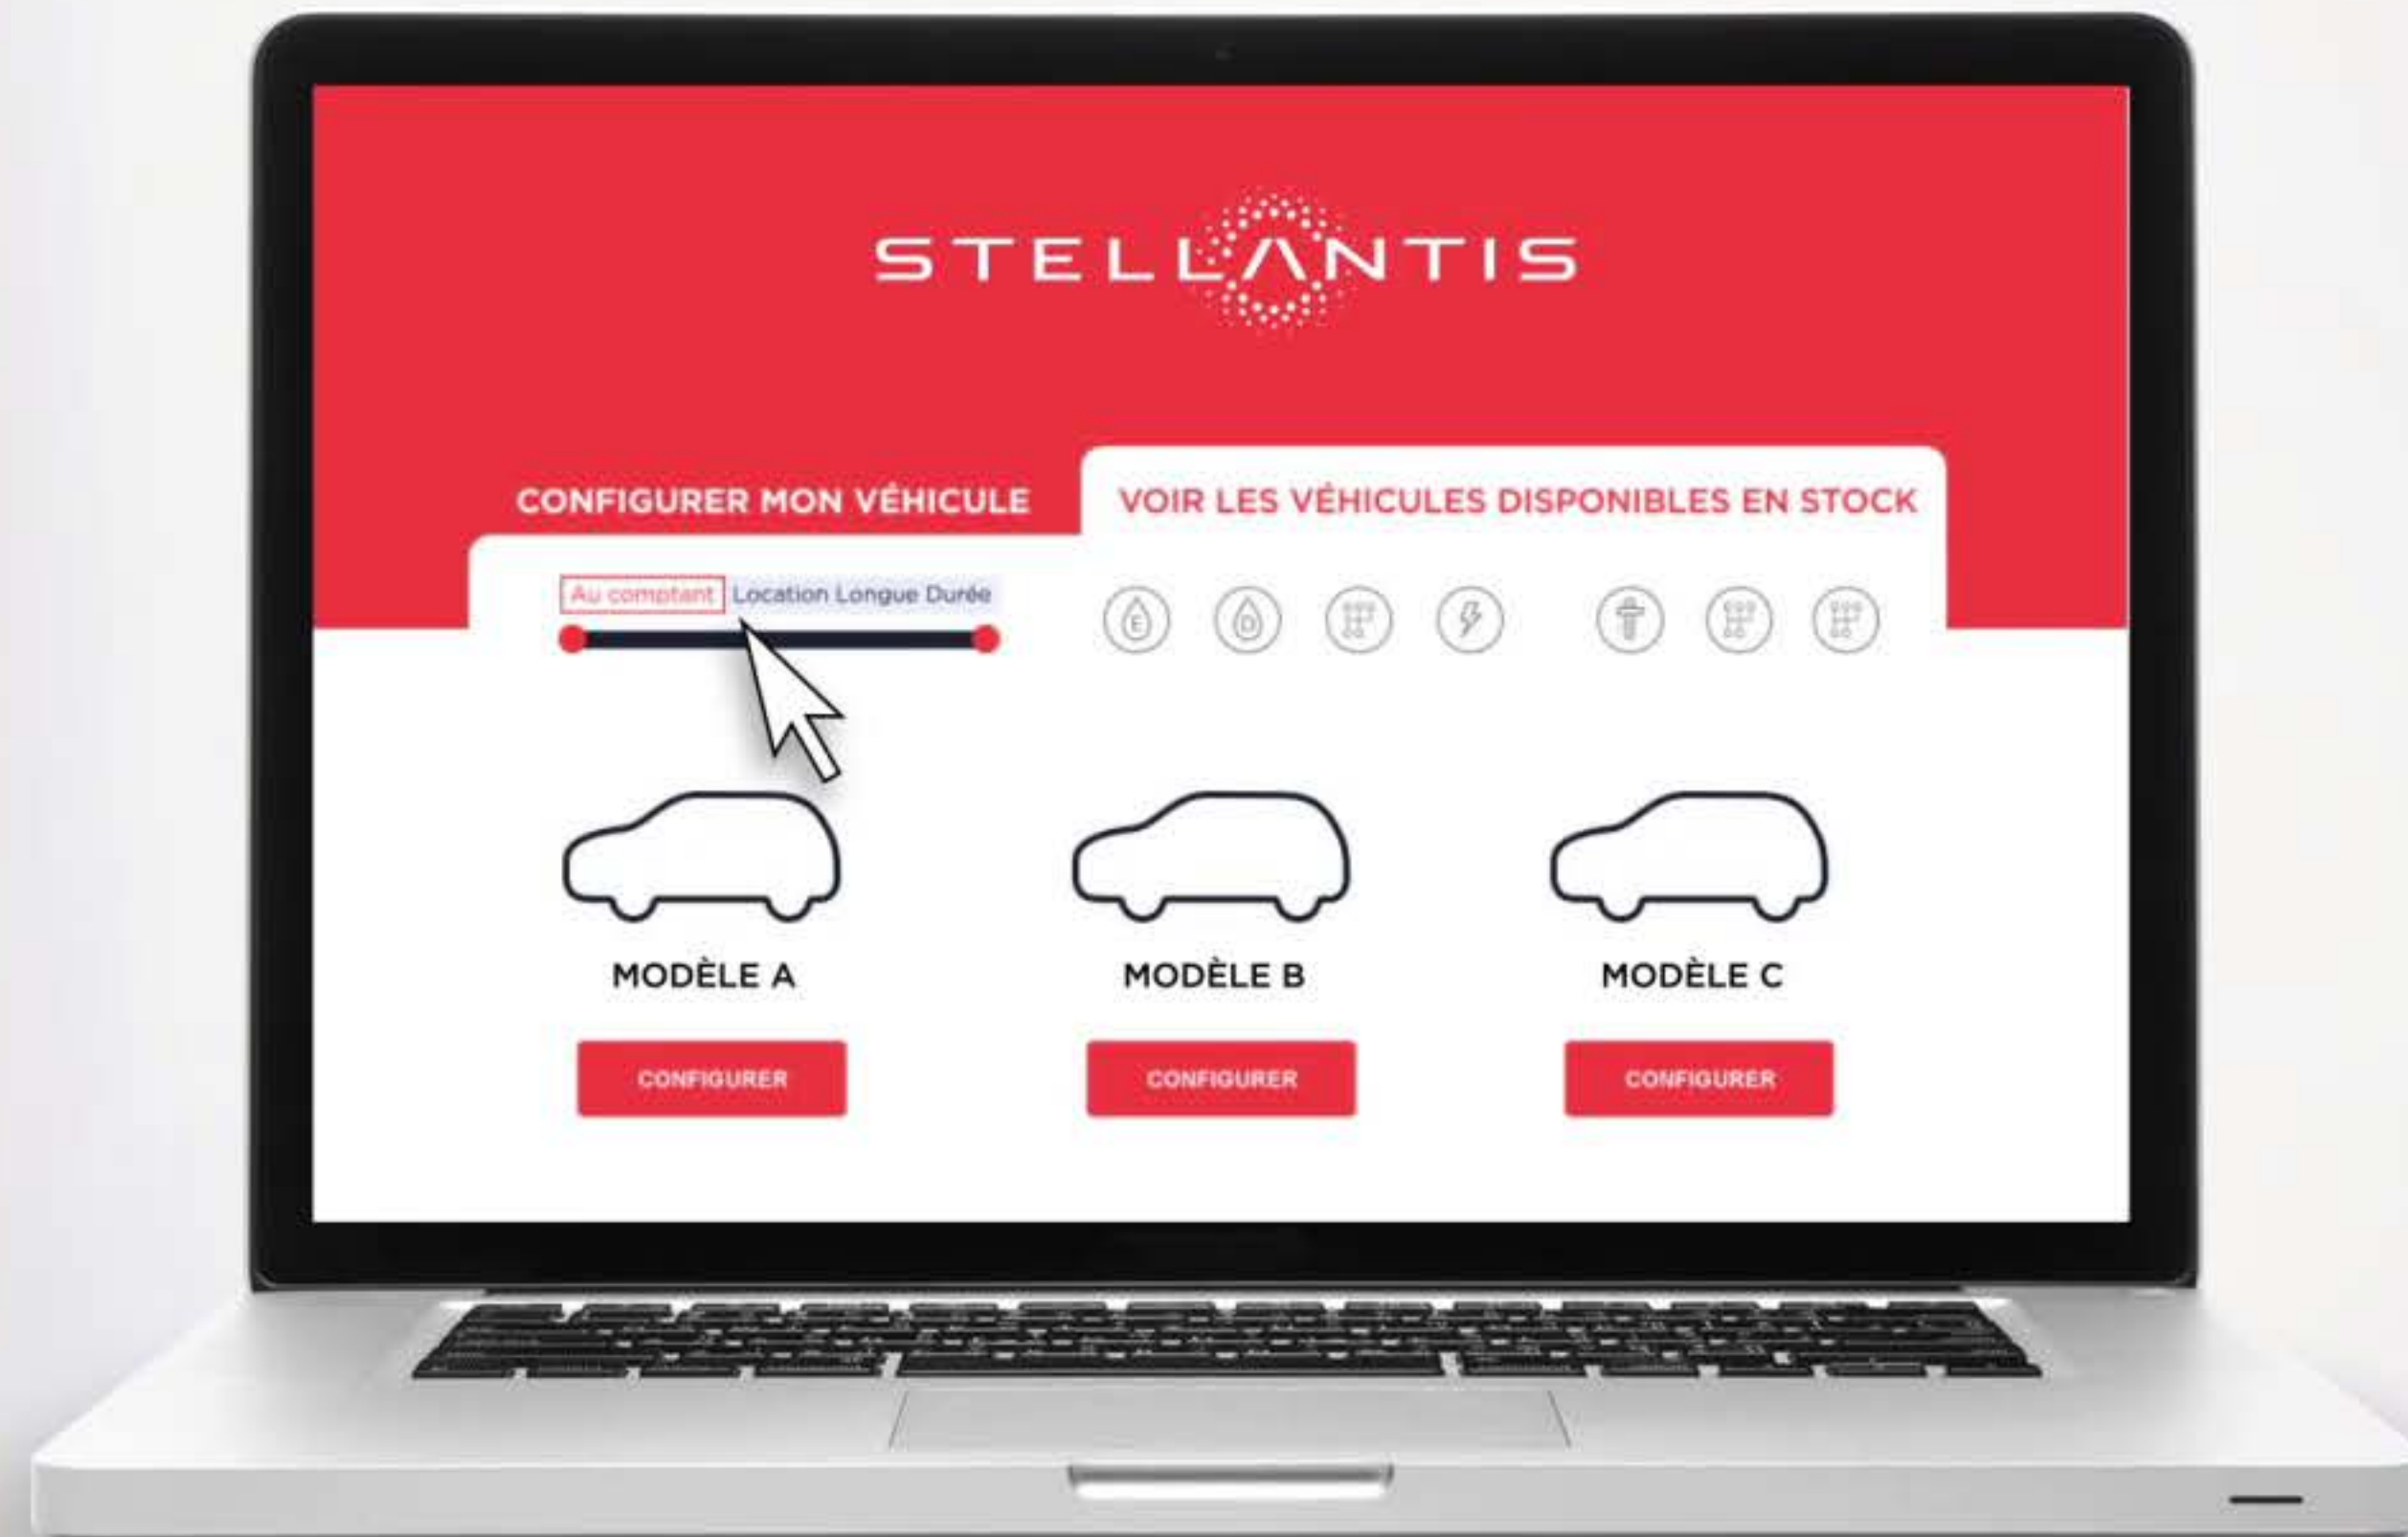 STELLANTIS
CONFIGURER MON VÉHICULE
VOIR LES VÉHICULES DISPONIBLES EN STOCK
Au comptant Location Longue Durée
E D
MODÈLE A
MODÈLE B
MODÈLE C
CONFIGURER
CONFIGURER
CONFIGURER